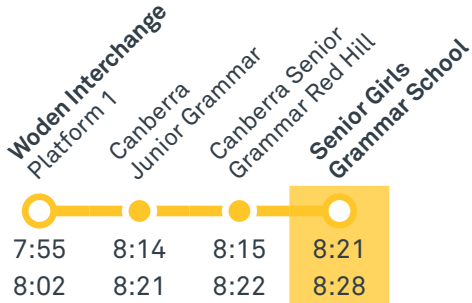 Woden Interchange
Platform 1
Canberra
Junior Grammar
Canberra Senior
Grammar Red Hill
Senior Girls
Grammar School
7:55 8:14 8:15 8:21
8:02 8:21 8:22 8:28